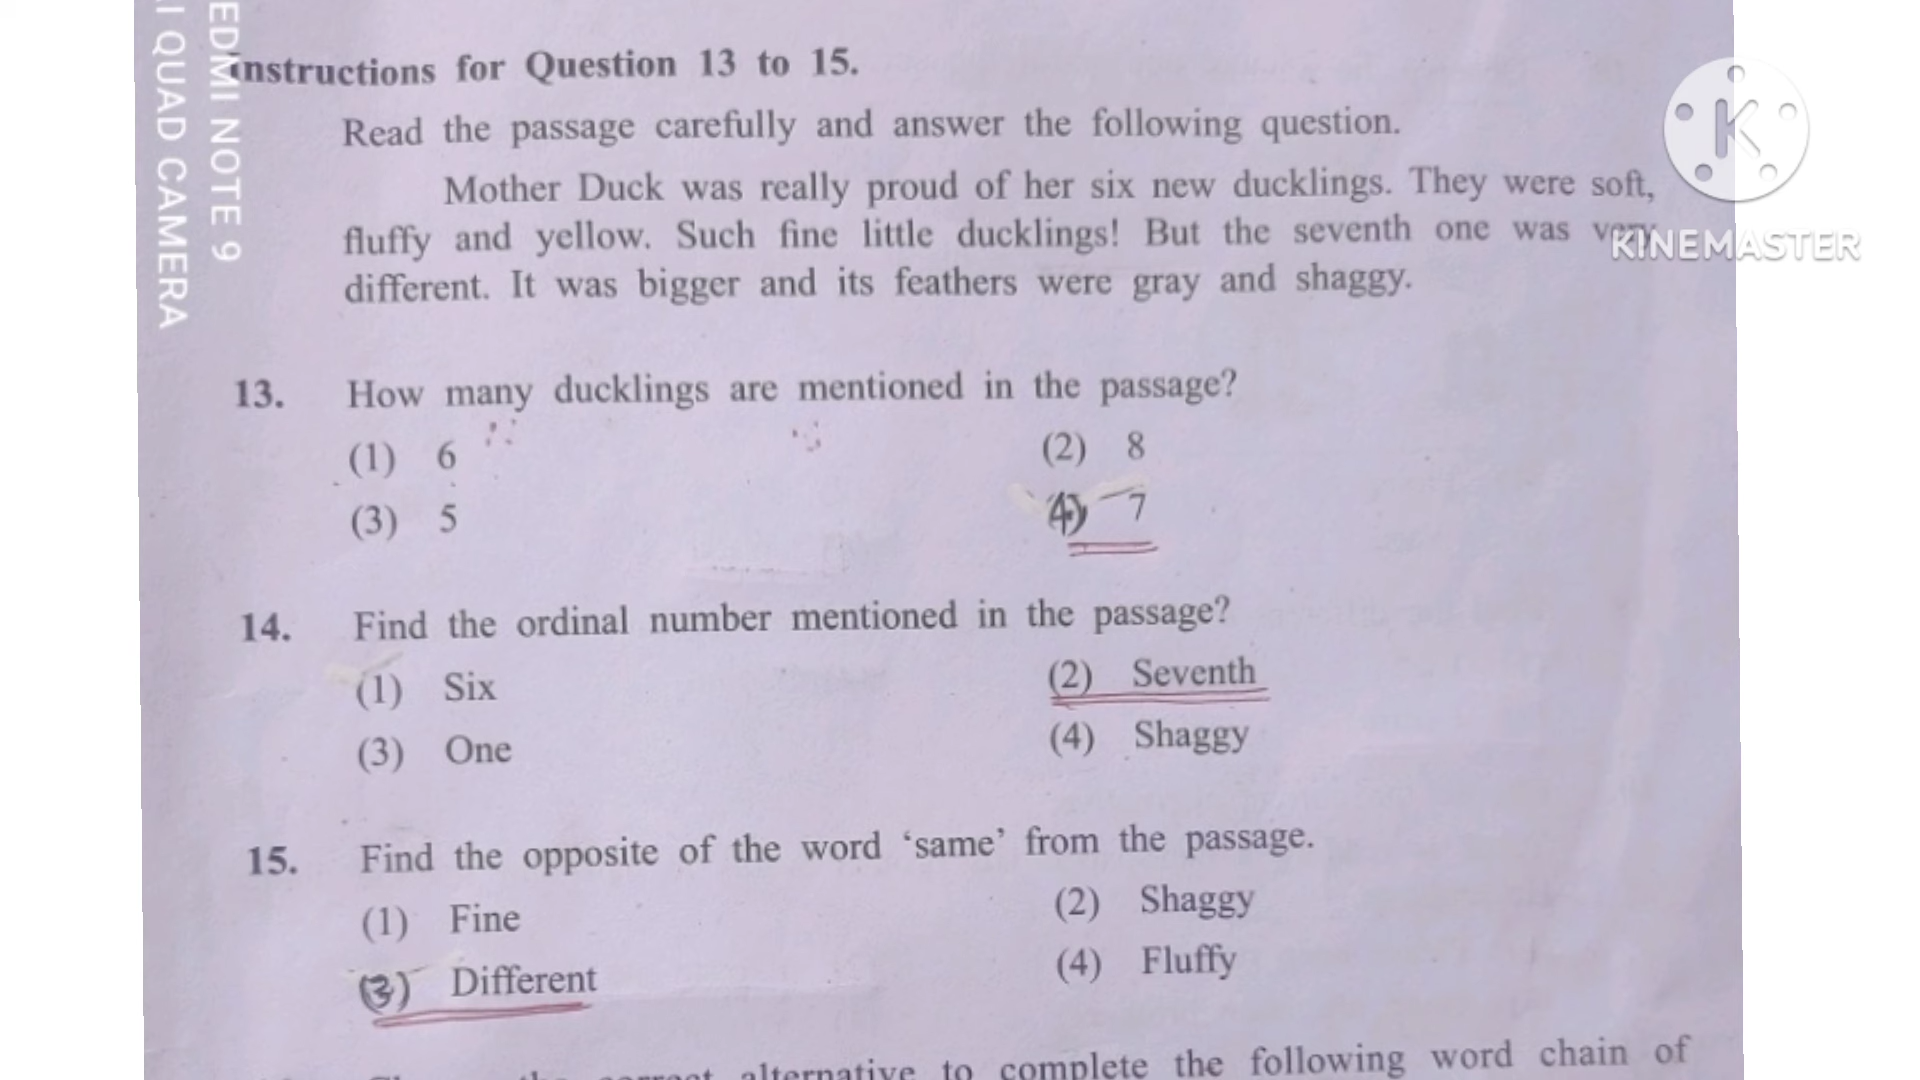 Instructions for Question 13 to 15.
Read the passage carefully and answer the following question.
Mother Duck was really proud of her six new ducklings. They were soft,
fluffy and yellow. Such fine little ducklings! But the seventh one was very
different. It was bigger and its feathers were gray and shaggy.
13. How many ducklings are mentioned in the passage?
(1) 6 (2) 8
(3) 5 (4) 7
14. Find the ordinal number mentioned in the passage?
(1) Six (2) Seventh
(3) One (4) Shaggy
15. Find the opposite of the word ‘same’ from the passage.
(1) Fine (2) Shaggy
(3) Different (4) Fluffy
alternative to complete the following word chain of
EDMI NOTE 9
I QUAD CAMERA
K
KINEMASTER